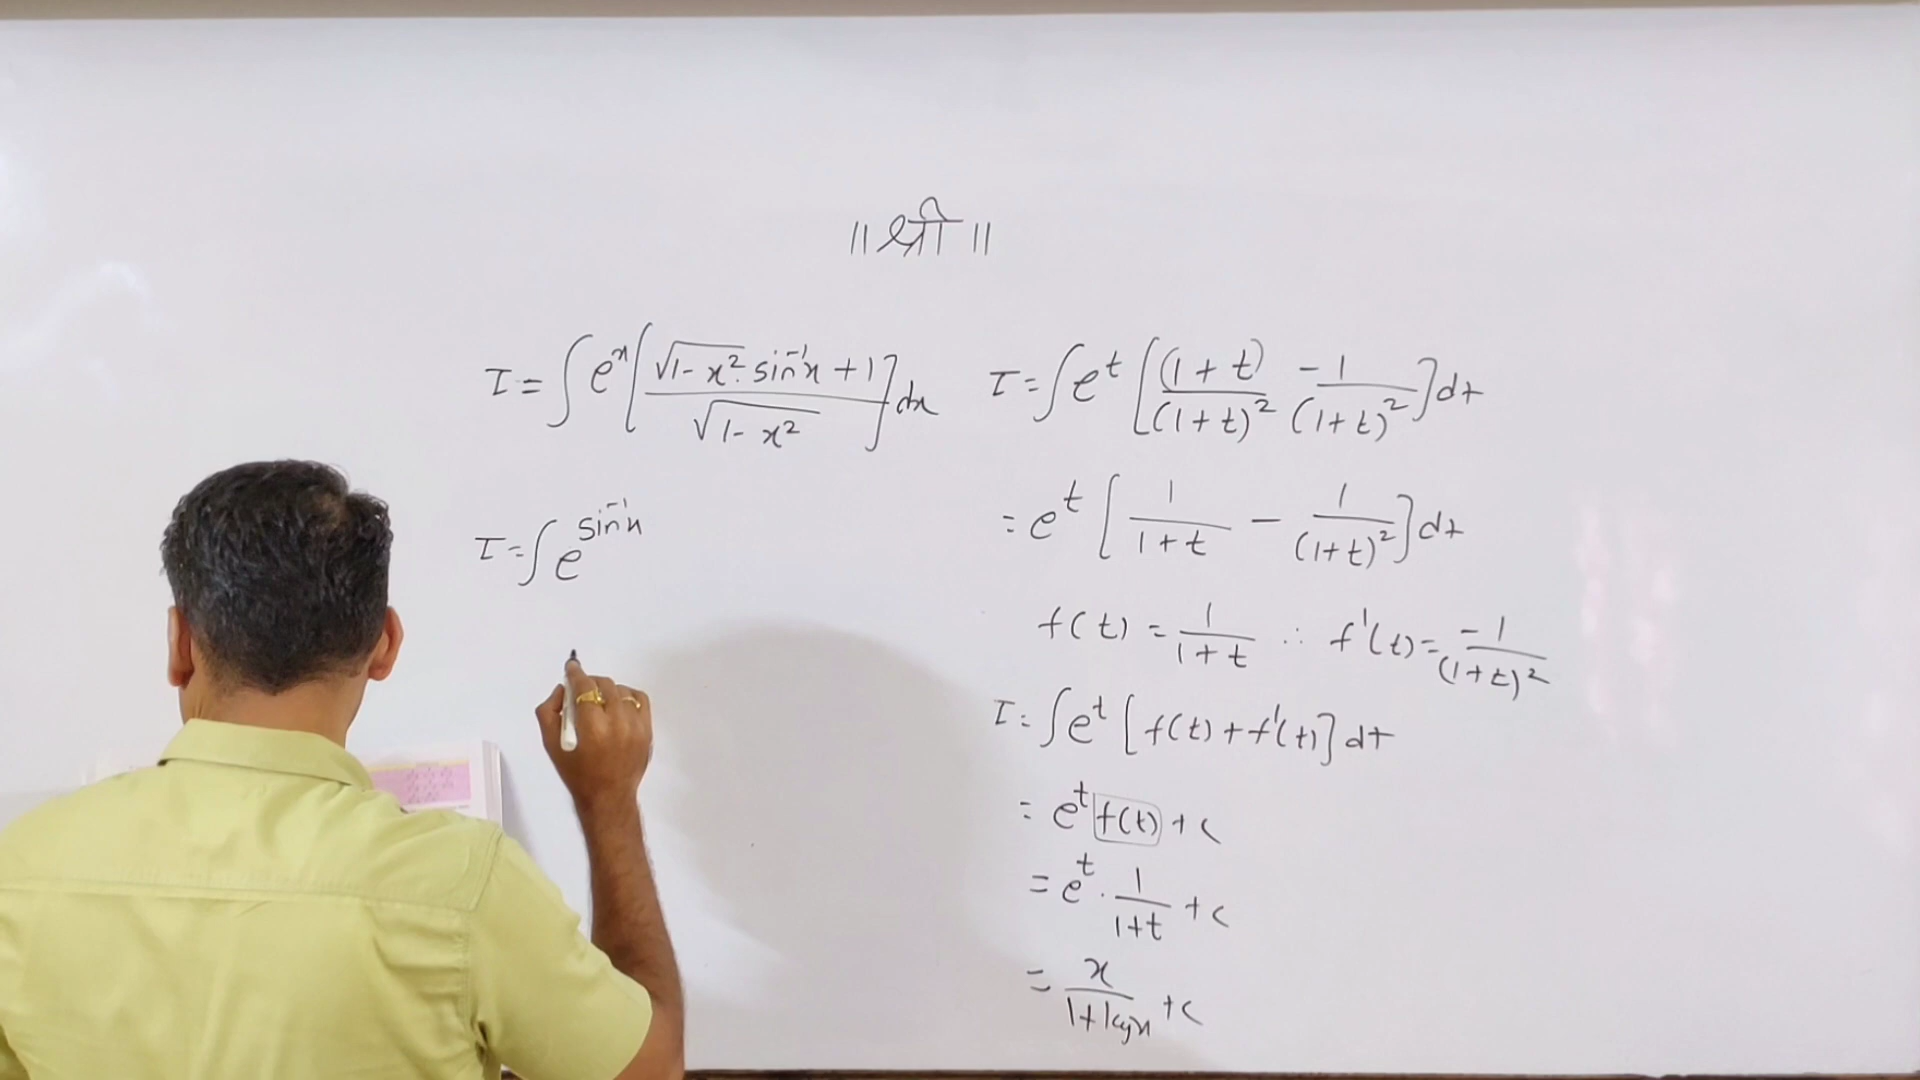 ॥ श्री ॥
I = ∫ e^x [ (√(1-x²) · sin⁻¹x + 1) / √(1-x²) ] dx
I = ∫ e^(sin⁻¹x)
I = ∫ e^t [ (1+t)/(1+t)² -1/(1+t)² ] dt
= e^t [ 1/(1+t) - 1/(1+t)² ] dt
f(t) = 1/(1+t) ∴ f'(t) = -1/(1+t)²
I = ∫ e^t [ f(t) + f'(t) ] dt
= e^t f(t) + c
= e^t · 1/(1+t) + c
= x/(1+logx) + c